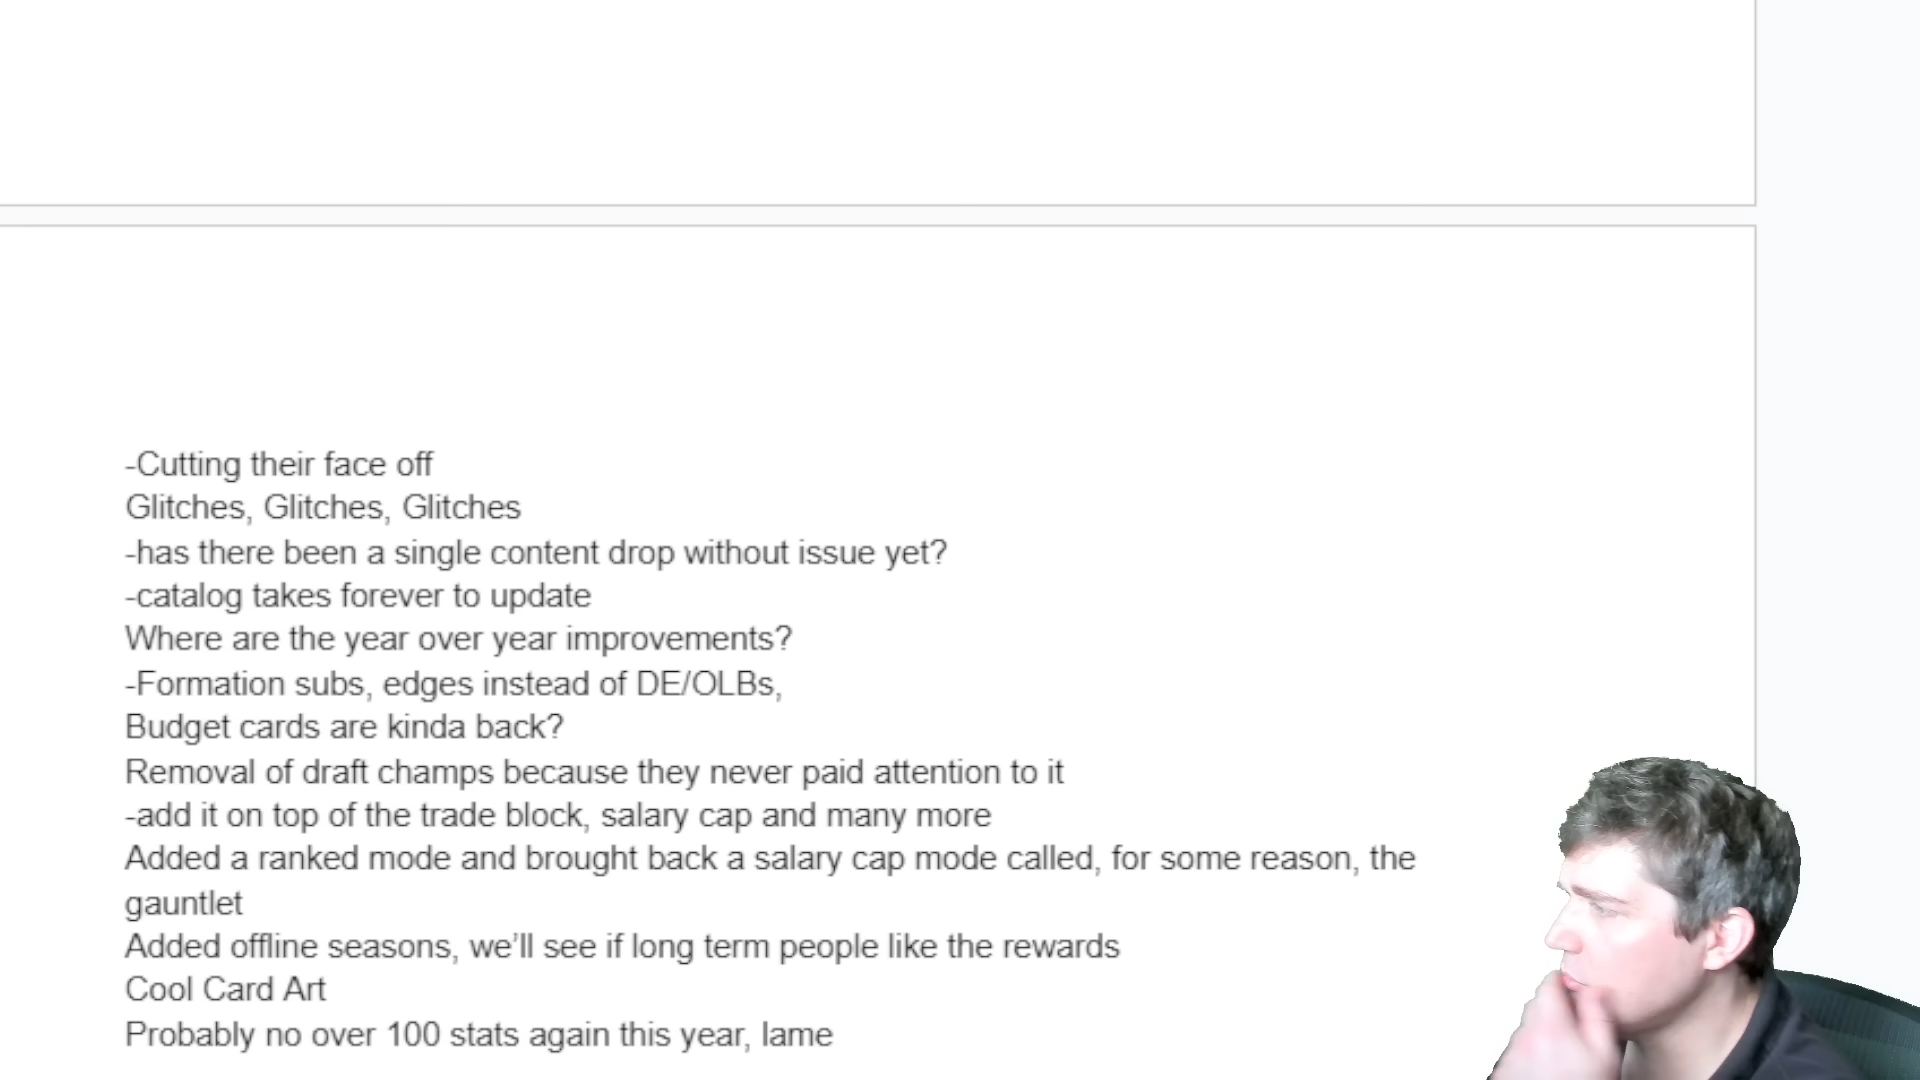 -Cutting their face off
Glitches, Glitches, Glitches
-has there been a single content drop without issue yet?
-catalog takes forever to update
Where are the year over year improvements?
-Formation subs, edges instead of DE/OLBs,
Budget cards are kinda back?
Removal of draft champs because they never paid attention to it
-add it on top of the trade block, salary cap and many more
Added a ranked mode and brought back a salary cap mode called, for some reason, the
gauntlet
Added offline seasons, we’ll see if long term people like the rewards
Cool Card Art
Probably no over 100 stats again this year, lame